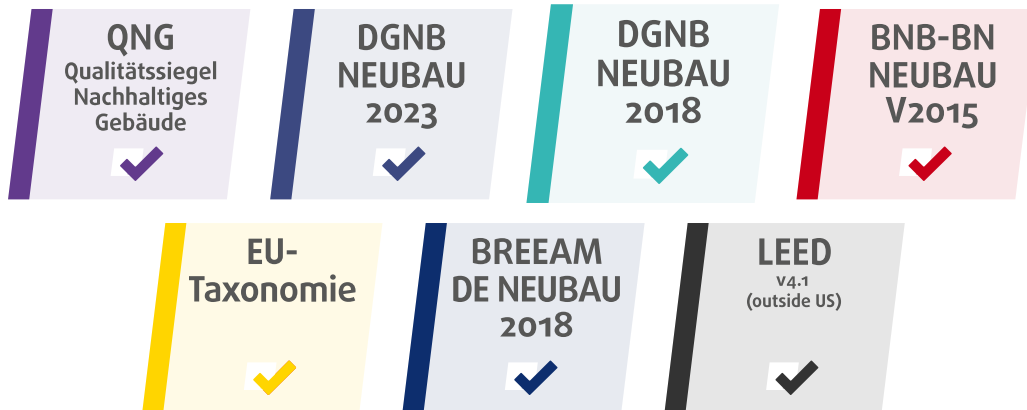 QNG
Qualitätssiegel
Nachhaltiges
Gebäude
DGNB
NEUBAU
2023
DGNB
NEUBAU
2018
BNB-BN
NEUBAU
V2015
EU-
Taxonomie
BREEAM
DE NEUBAU
2018
LEED
v4.1
(outside US)